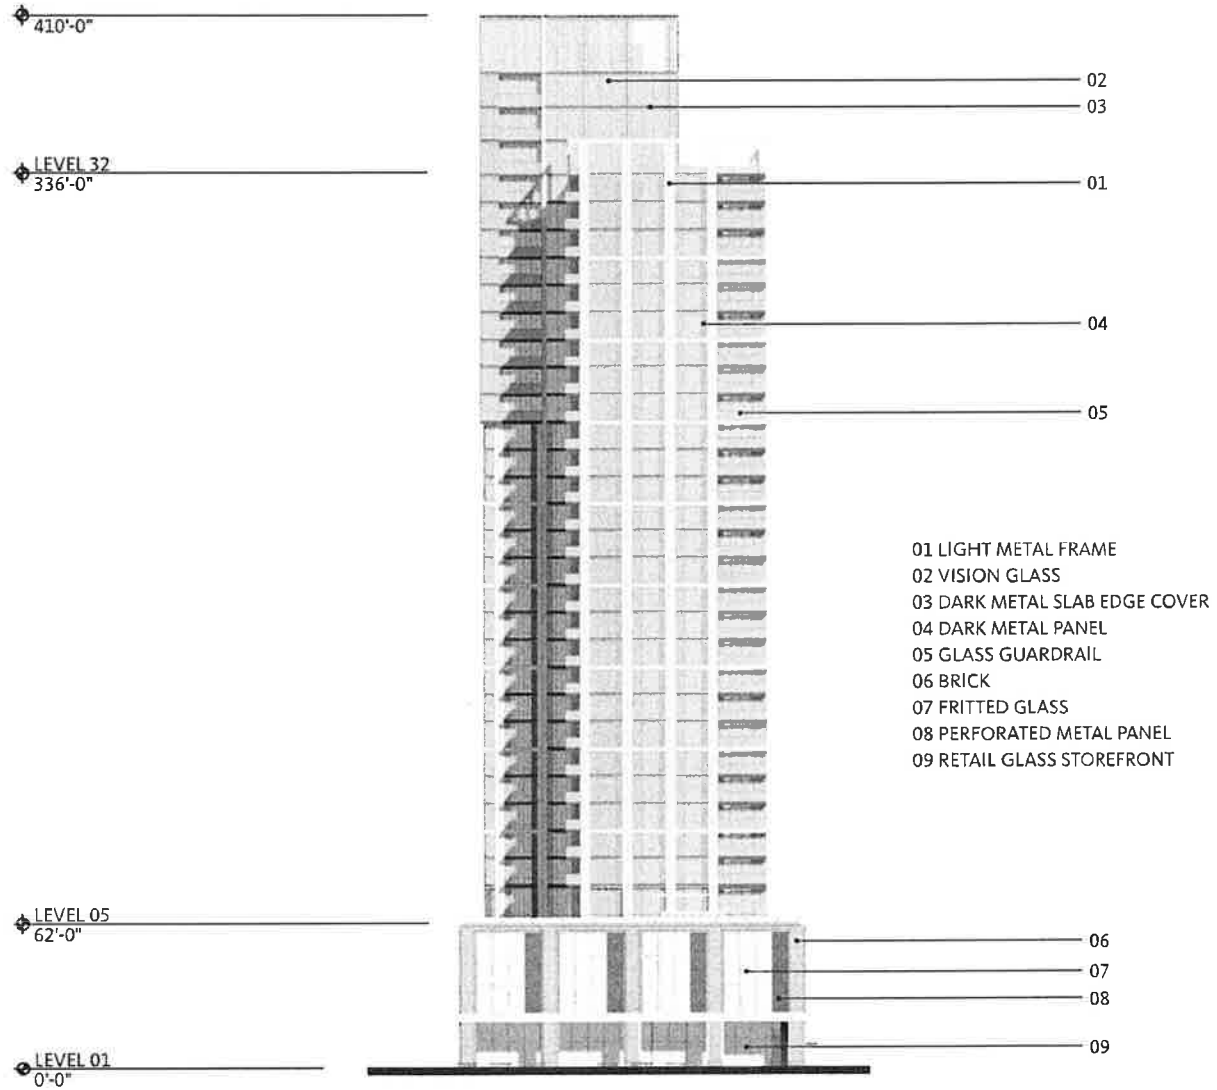 410'-0"
02
03
LEVEL 32
336'-0"
01
04
05
01 LIGHT METAL FRAME
02 VISION GLASS
03 DARK METAL SLAB EDGE COVER
04 DARK METAL PANEL
05 GLASS GUARDRAIL
06 BRICK
07 FRITTED GLASS
08 PERFORATED METAL PANEL
09 RETAIL GLASS STOREFRONT
LEVEL 05
62'-0"
06
07
08
09
LEVEL 01
0'-0"